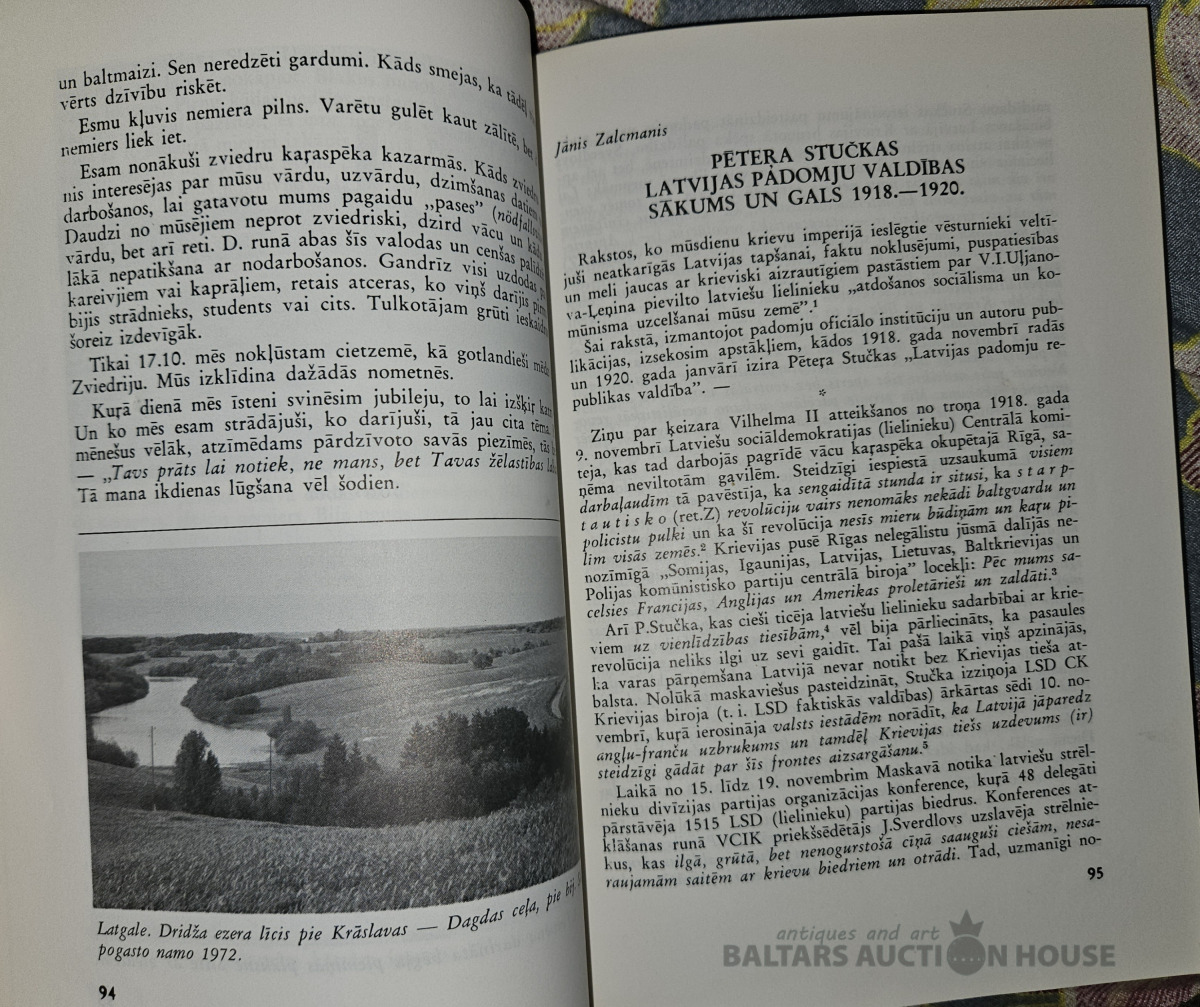 un baltmaizi. Sen neredzēti gardumi. Kāds smejas, ka tādēļ
vērts dzīvību riskēt.
Esmu kļuvis nemiera pilns. Varētu gulēt kaut zālītē, bet
nemiers liek iet.
Esam nonākuši zviedru kaŗaspēka kazarmās. Kāds
nis interesējas par mūsu vārdu, uzvārdu, dzimšanas
darbošanos, lai gatavotu mums pagaidu „pases"
Daudzi no mūsējiem neprot zviedriski, dzird vācu un
vārdu, bet arī reti. D. runā abas šīs valodas un cenšas
lākā nepatikšana ar nodarbošanos. Gandrīz visi uzdodas
kareivjiem vai kaprāļiem, retais atceras, ko viņš darījis
bijis strādnieks, students vai cits. Tulkotājam grūti
šoreiz izdevīgāk.
Tikai 17.10. mēs nokļūstam cietzemē, kā gotlandieši
Zviedriju. Mūs izklīdina dažādās nometnēs.
Kuŗā dienā mēs īsteni svinēsim jubileju, to lai izšķir
Un ko mēs esam strādājuši, ko darījuši, tā jau cita tēma.
mēnešus vēlāk, atzīmēdams pārdzīvoto savās piezīmēs,
— „Tavs prāts lai notiek, ne mans, bet Tavas žēlastības
Tā mana ikdienas lūgšana vēl šodien.
Latgale. Dridža ezera līcis pie Krāslavas — Dagdas ceļa, pie bij.
pogasto namo 1972.
94
Jānis Zalcmanis
PĒTEŖA STUČKAS
LATVIJAS PADOMJU VALDĪBAS
SĀKUMS UN GALS 1918.—1920.
Rakstos, ko mūsdienu krievu imperijā ieslēgtie vēsturnieki veltī-
juši neatkarīgās Latvijas tapšanai, faktu noklusējumi, puspatiesības
un meli jaucas ar krieviski aizrautīgiem pastāstiem par V.I.Uļjano-
va-Ļeņina pievilto latviešu lielinieku „atdošanos sociālisma un ko-
mūnisma uzcelšanai mūsu zemē".¹
Šai rakstā, izmantojot padomju oficiālo institūciju un autoru pub-
likācijas, izsekosim apstākļiem, kādos 1918. gada novembrī radās
un 1920. gada janvārī izira Pēteŗa Stučkas „Latvijas padomju re-
publikas valdība". —
*
Ziņu par ķeizara Vilhelma II atteikšanos no troņa 1918. gada
9. novembrī Latviešu sociāldemokratijas (lielinieku) Centrālā komi-
teja, kas tad darbojās pagrīdē vācu kaŗaspēka okupētajā Rīgā, sa-
ņēma neviltotām gavilēm. Steidzīgi iespiestā uzsaukumā visiem
darbaļaudīm tā pavēstīja, ka sengaidītā stunda ir situsi, ka s t a r p-
t a u t i s k o (ret.Z) revolūciju vairs nenomāks nekādi baltgvardu un
policistu pulki un ka šī revolūcija nesīs mieru būdiņām un kaŗu pi-
līm visās zemēs.² Krievijas pusē Rīgas nelegālistu jūsmā dalījās ne-
nozīmīgā „Somijas, Igaunijas, Latvijas, Lietuvas, Baltkrievijas un
Polijas komūnistisko partiju centrālā biroja" locekļi: Pēc mums sa-
celsies Francijas, Anglijas un Amerikas proletārieši un zaldāti.³
Arī P.Stučka, kas cieši ticēja latviešu lielinieku sadarbībai ar krie-
viem uz vienlīdzības tiesībām,⁴ vēl bija pārliecināts, ka pasaules
revolūcija neliks ilgi uz sevi gaidīt. Tai pašā laikā viņš apzinājās,
ka varas pārņemšana Latvijā nevar notikt bez Krievijas tieša at-
balsta. Nolūkā maskaviešus pasteidzināt, Stučka izziņoja LSD CK
Krievijas biroja (t. i. LSD faktiskās valdības) ārkārtas sēdi 10. no-
vembrī, kuŗā ierosināja valsts iestādēm norādīt, ka Latvijā jāparedz
angļu-franču uzbrukums un tamdēļ Krievijas tiešs uzdevums (ir)
steidzīgi gādāt par šīs frontes aizsargāšanu.⁵
Laikā no 15. līdz 19. novembrim Maskavā notika latviešu strēl-
nieku divīzijas partijas organizācijas konference, kuŗā 48 delegāti
pārstāvēja 1515 LSD (lielinieku) partijas biedrus. Konferences at-
klāšanas runā VCIK priekšsēdētājs J.Sverdlovs uzslavēja strēlnie-
kus, kas ilgā, grūtā, bet nenogurstošā cīņā saauguši ciešām, nesa-
raujamām saitēm ar krievu biedriem un otrādi. Tad, uzmanīgi no-
95
antiques and art
BALTARS AUCTION HOUSE